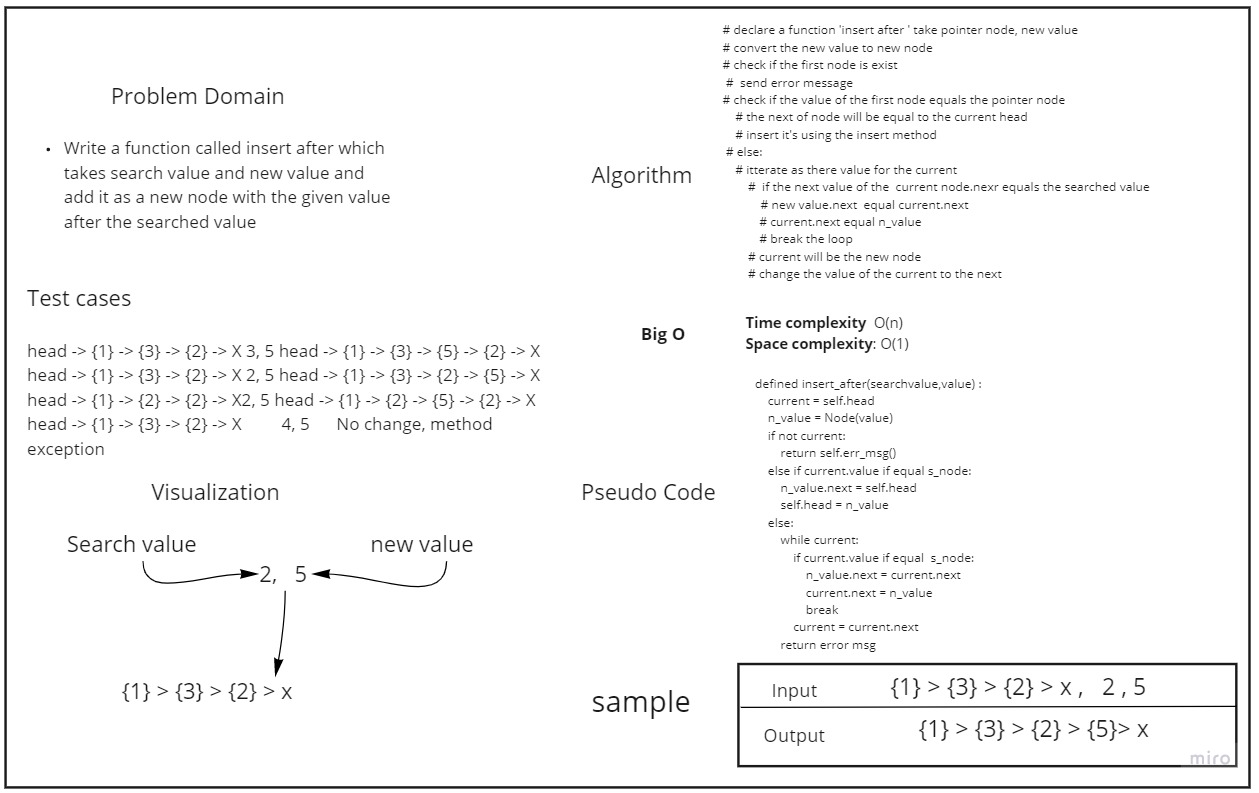 Problem Domain
• Write a function called insert after which
takes search value and new value and
add it as a new node with the given value
after the searched value
Test cases
head -> {1} -> {3} -> {2} -> X 3, 5 head -> {1} -> {3} -> {5} -> {2} -> X
head -> {1} -> {3} -> {2} -> X 2, 5 head -> {1} -> {3} -> {2} -> {5} -> X
head -> {1} -> {2} -> {2} -> X2, 5 head -> {1} -> {2} -> {5} -> {2} -> X
head -> {1} -> {3} -> {2} -> X 4, 5 No change, method
exception
Visualization
Search value new value
2, 5
{1} > {3} > {2} > x
Algorithm
# declare a function 'insert after ' take pointer node, new value
# convert the new value to new node
# check if the first node is exist
# send error message
# check if the value of the first node equals the pointer node
# the next of node will be equal to the current head
# insert it's using the insert method
# else:
# itterate as there value for the current
# if the next value of the current node.nexr equals the searched value
# new value.next equal current.next
# current.next equal n_value
# break the loop
# current will be the new node
# change the value of the current to the next
Big O
Time complexity O(n)
Space complexity: O(1)
Pseudo Code
defined insert_after(searchvalue,value) :
current = self.head
n_value = Node(value)
if not current:
return self.err_msg()
else if current.value if equal s_node:
n_value.next = self.head
self.head = n_value
else:
while current:
if current.value if equal s_node:
n_value.next = current.next
current.next = n_value
break
current = current.next
return error msg
sample
Input {1} > {3} > {2} > x , 2 , 5
Output {1} > {3} > {2} > {5}> x
miro